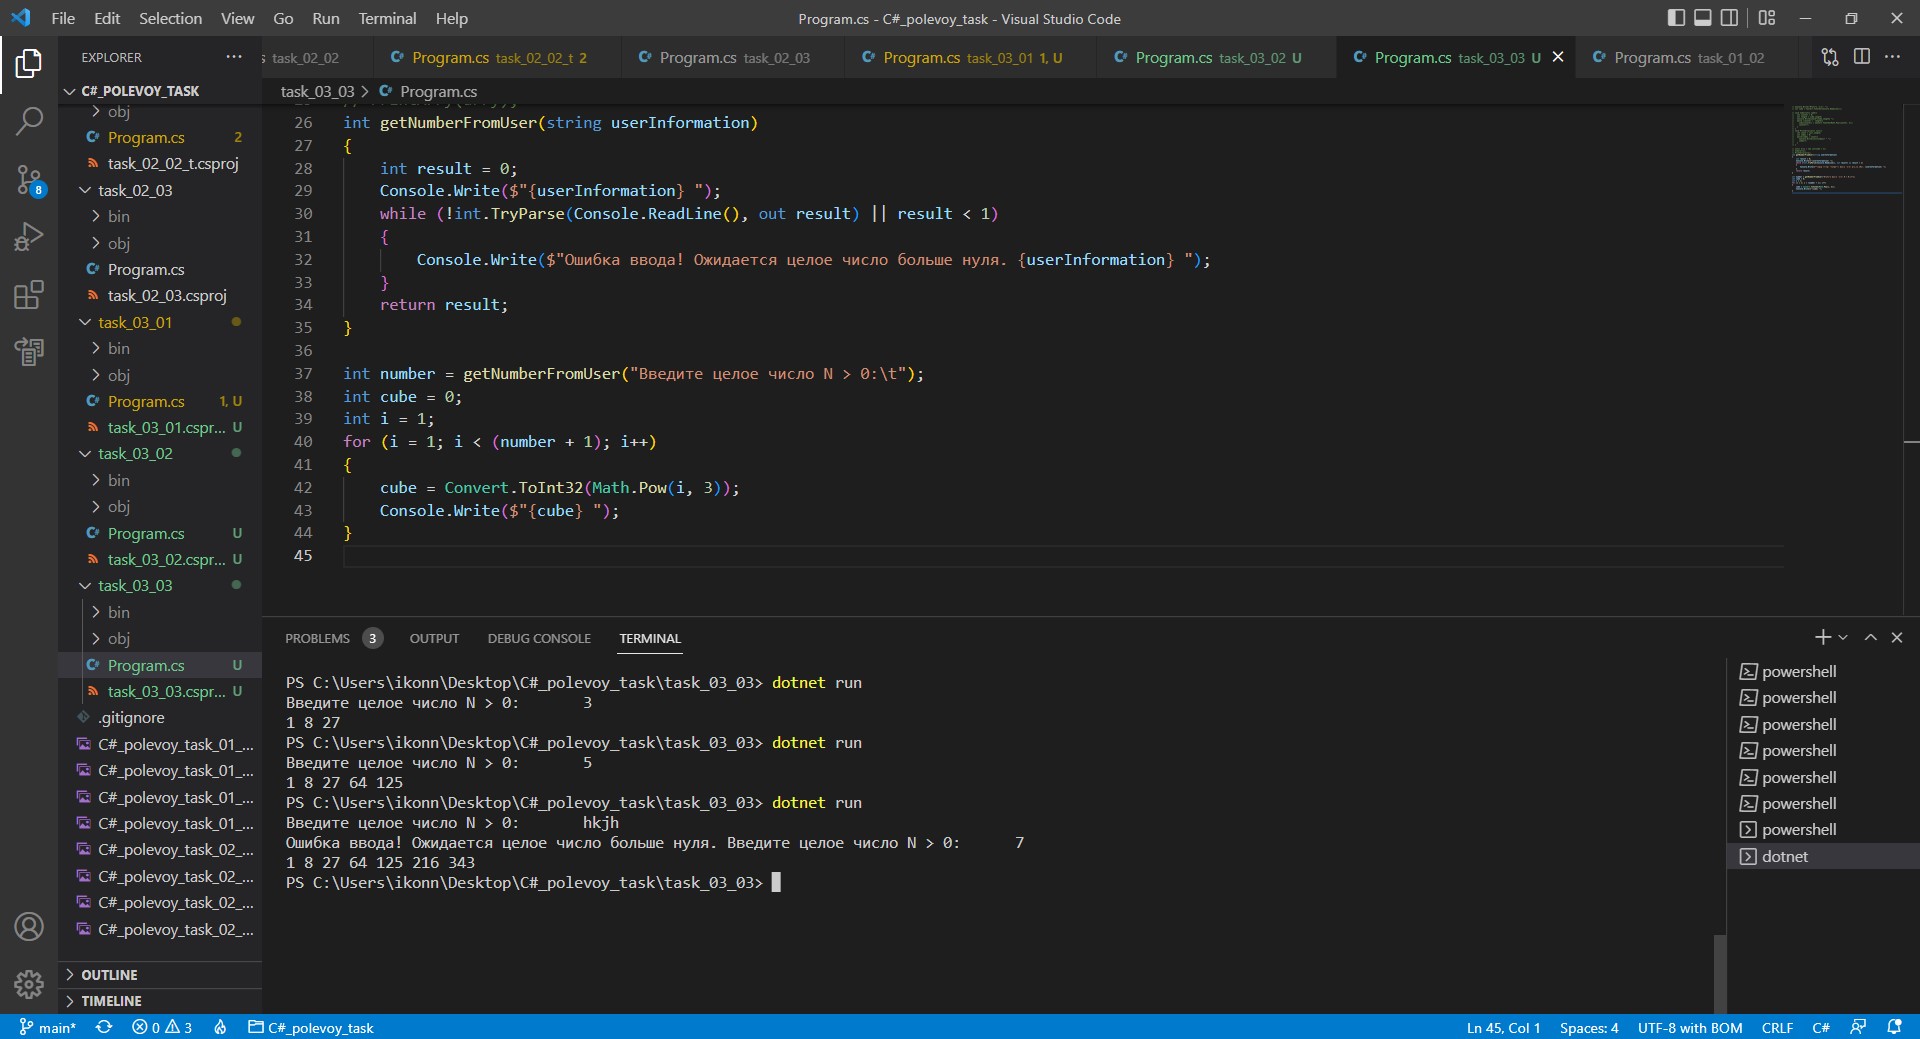 File Edit Selection View Go Run Terminal Help
Program.cs - C#_polevoy_task - Visual Studio Code
EXPLORER
task_02_02
Program.cs task_02_02_t 2
Program.cs task_02_03
Program.cs task_03_01 1, U
Program.cs task_03_02 U
Program.cs task_03_03 U
Program.cs task_01_02
C#_POLEVOY_TASK
obj
Program.cs 2
task_02_02_t.csproj
task_02_03
bin
obj
Program.cs
task_02_03.csproj
task_03_01
bin
obj
Program.cs 1, U
task_03_01.cspr... U
task_03_02
bin
obj
Program.cs U
task_03_02.cspr... U
task_03_03
bin
obj
Program.cs U
task_03_03.cspr... U
.gitignore
C#_polevoy_task_01_...
C#_polevoy_task_01_...
C#_polevoy_task_01_...
C#_polevoy_task_01_...
C#_polevoy_task_02_...
C#_polevoy_task_02_...
C#_polevoy_task_02_...
C#_polevoy_task_02_...
OUTLINE
TIMELINE
8
task_03_03 > Program.cs
26 int getNumberFromUser(string userInformation)
27 {
28 int result = 0;
29 Console.Write($"{userInformation} ");
30 while (!int.TryParse(Console.ReadLine(), out result) || result < 1)
31 {
32 Console.Write($"Ошибка ввода! Ожидается целое число больше нуля. {userInformation} ");
33 }
34 return result;
35 }
36
37 int number = getNumberFromUser("Введите целое число N > 0:\t");
38 int cube = 0;
39 int i = 1;
40 for (i = 1; i < (number + 1); i++)
41 {
42 cube = Convert.ToInt32(Math.Pow(i, 3));
43 Console.Write($"{cube} ");
44 }
45
PROBLEMS 3 OUTPUT DEBUG CONSOLE TERMINAL
PS C:\Users\ikonn\Desktop\C#_polevoy_task\task_03_03> dotnet run
Введите целое число N > 0: 3
1 8 27
PS C:\Users\ikonn\Desktop\C#_polevoy_task\task_03_03> dotnet run
Введите целое число N > 0: 5
1 8 27 64 125
PS C:\Users\ikonn\Desktop\C#_polevoy_task\task_03_03> dotnet run
Введите целое число N > 0: hkjh
Ошибка ввода! Ожидается целое число больше нуля. Введите целое число N > 0: 7
1 8 27 64 125 216 343
PS C:\Users\ikonn\Desktop\C#_polevoy_task\task_03_03>
powershell
powershell
powershell
powershell
powershell
powershell
powershell
dotnet
main* 0 3 C#_polevoy_task
Ln 45, Col 1 Spaces: 4 UTF-8 with BOM CRLF C#